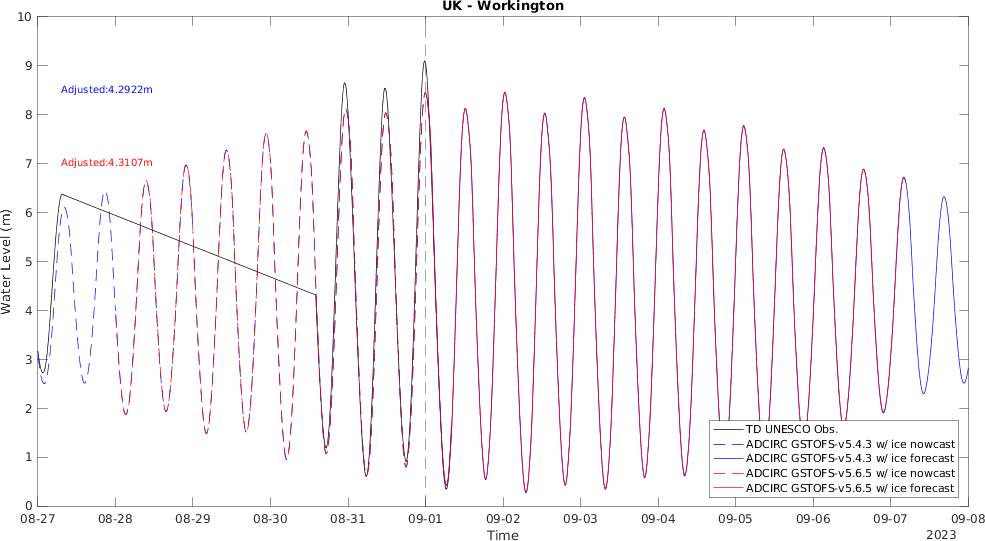 UK - Workington
10
9
8
7
6
5
4
3
2
1
0
Water Level (m)
Adjusted:4.2922m
Adjusted:4.3107m
TD UNESCO Obs.
ADCIRC GSTOFS-v5.4.3 w/ ice nowcast
ADCIRC GSTOFS-v5.4.3 w/ ice forecast
ADCIRC GSTOFS-v5.6.5 w/ ice nowcast
ADCIRC GSTOFS-v5.6.5 w/ ice forecast
08-27 08-28 08-29 08-30 08-31 09-01 09-02 09-03 09-04 09-05 09-06 09-07 09-08
Time
2023